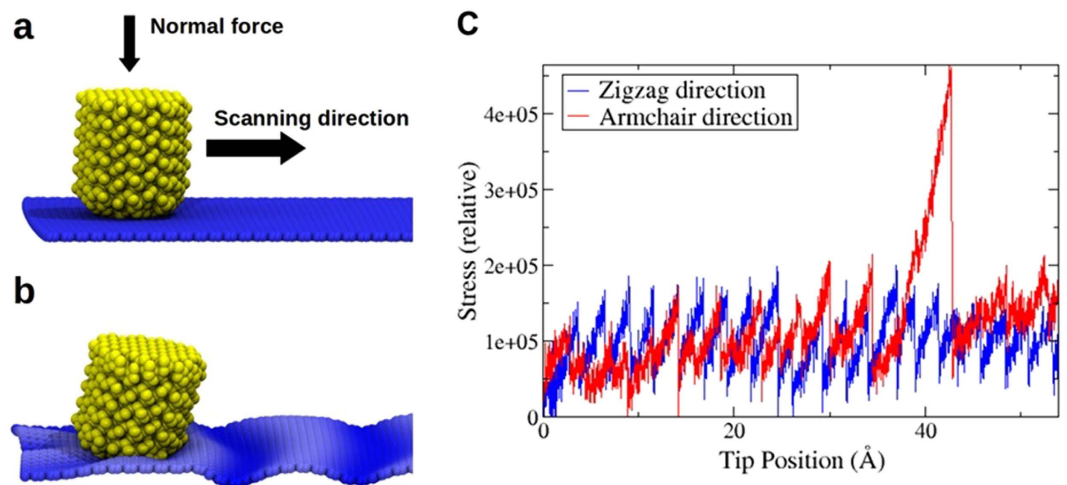 a
Normal force
Scanning direction
b
C
Zigzag direction
Armchair direction
Stress (relative)
4e+05
3e+05
2e+05
1e+05
0
0
20
40
Tip Position (Å)